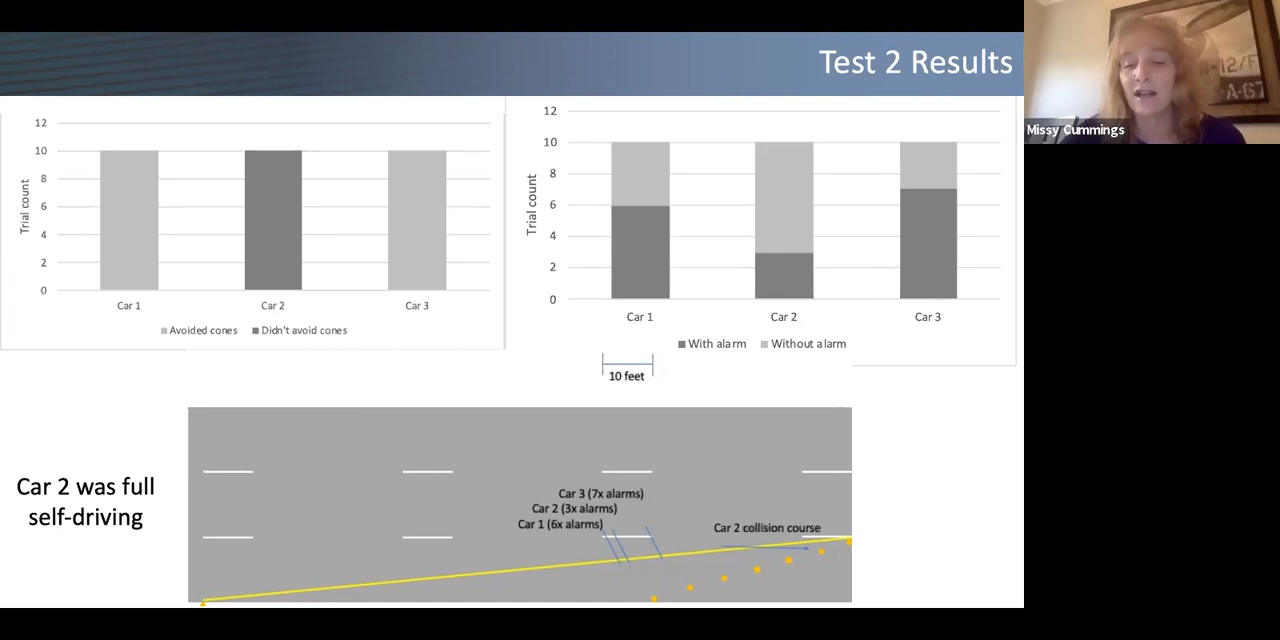 Test 2 Results
12
10
8
6
4
2
0
Trial count
Car 1
Car 2
Car 3
Avoided cones
Didn't avoid cones
12
10
8
6
4
2
0
Trial count
Car 1
Car 2
Car 3
With alarm
Without alarm
10 feet
Car 2 was full
self-driving
Car 3 (7x alarms)
Car 2 (3x alarms)
Car 1 (6x alarms)
Car 2 collision course
-12/F
A-67
Missy Cummings